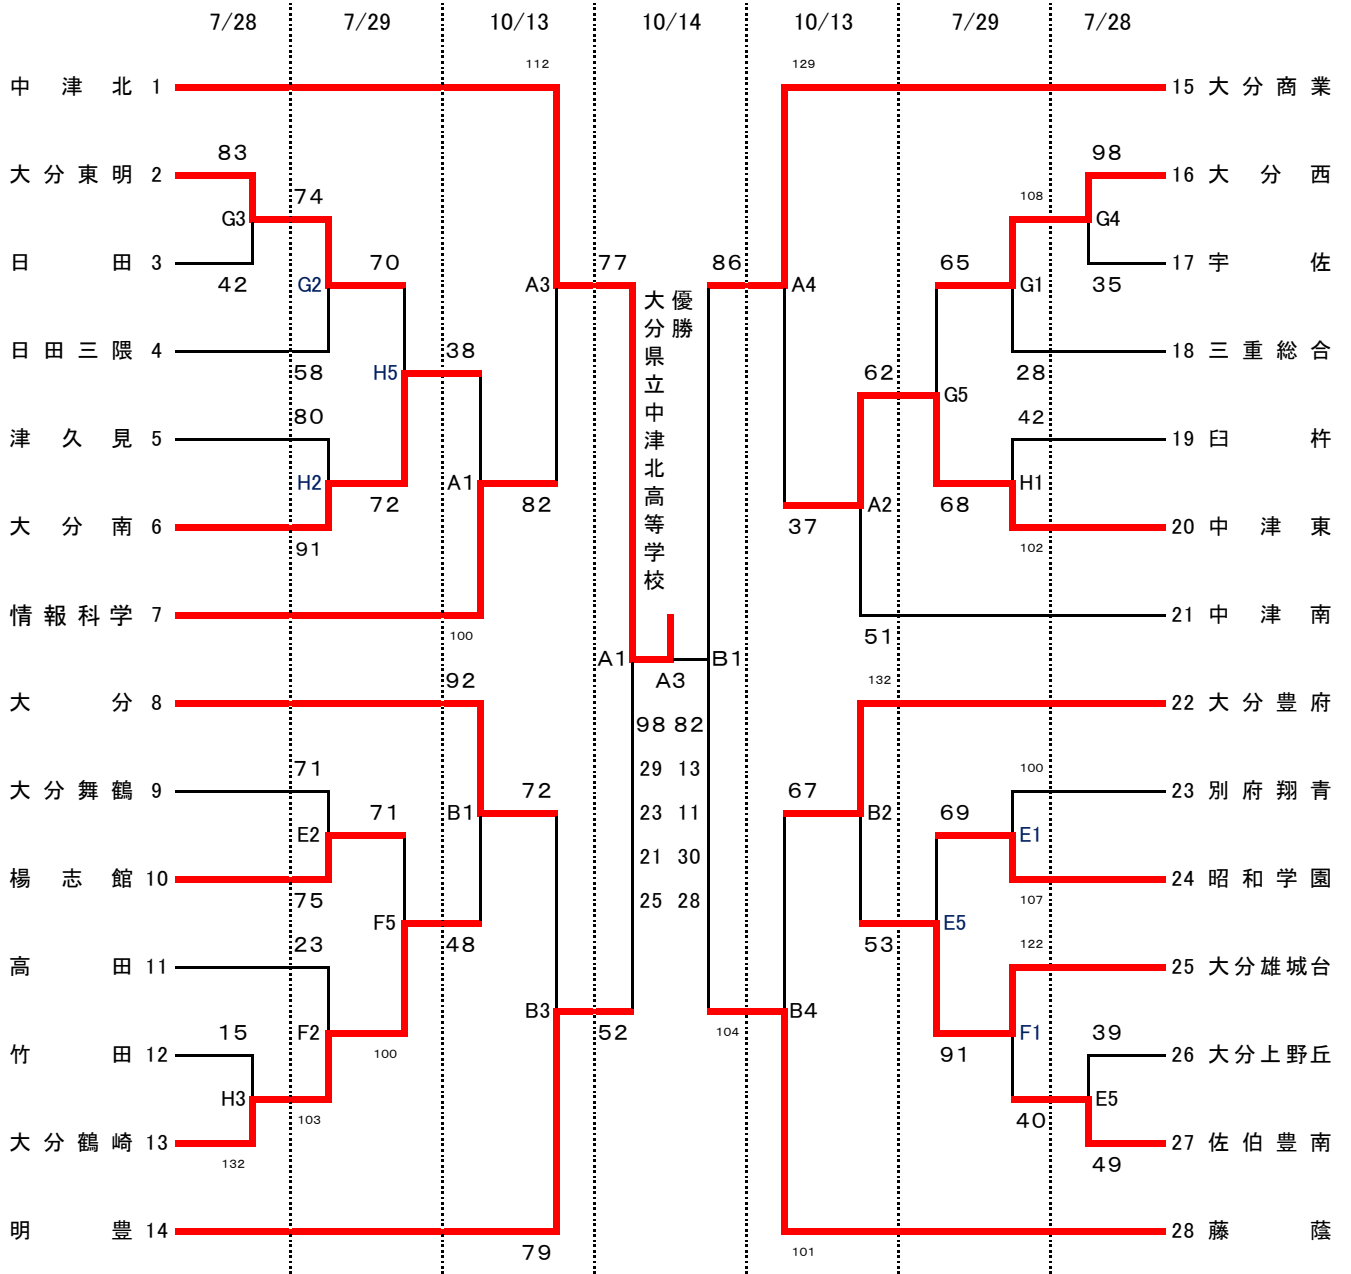 7/28 7/29 10/13 10/14 10/13 7/29 7/28
112 129
中津北 1 15 大分商業
83 98
大分東明 2 16 大分西
74 108
G3 G4
日田 3 70 77 86 65 17 宇佐
42 G2 A3 A4 G1 35
優勝
大分県立中津北高等学校
日田三隈 4 38 18 三重総合
58 H5 62 28
80 G5 42
津久見 5 19 臼杵
H2 A1 H1
72 82 37 A2 68
大分南 6 20 中津東
91 102
情報科学 7 21 中津南
100 51
A1 B1
92 A3 132
大分 8 22 大分豊府
98 82
71 29 13 100
大分舞鶴 9 71 72 67 69 23 別府翔青
B1 23 11 B2
E2 E1
21 30
楊志館 10 24 昭和学園
75 25 28 107
F5 E5
23 48 53 122
高田 11 25 大分雄城台
B3 B4
15 F2 52 104 F1 39
竹田 12 100 91 26 大分上野丘
H3 E5
103 40
大分鶴崎 13 27 佐伯豊南
132 49
明豊 14 28 藤蔭
79 101